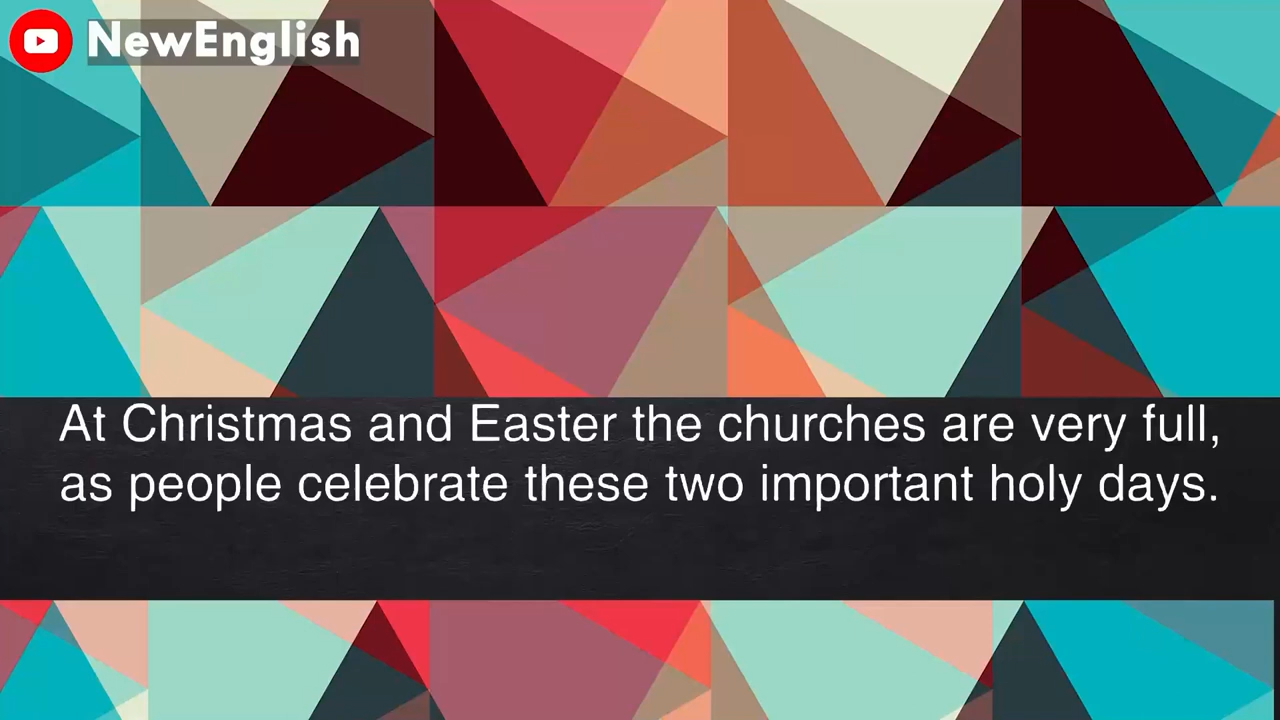 NewEnglish
At Christmas and Easter the churches are very full,
as people celebrate these two important holy days.